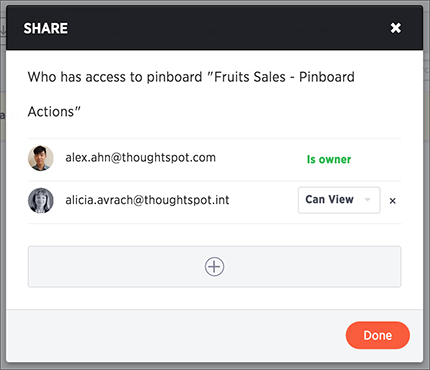 SHARE
Who has access to pinboard "Fruits Sales - Pinboard
Actions"
alex.ahn@thoughtspot.com Is owner
alicia.avrach@thoughtspot.int Can View ×
Done